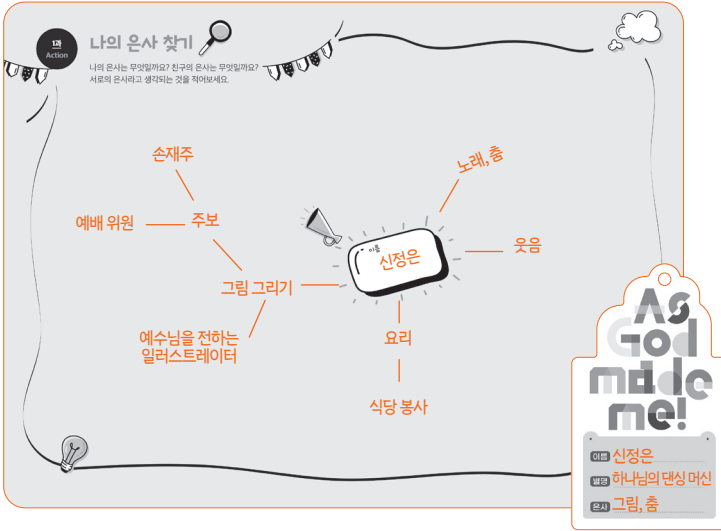 1과
Action
나의 은사 찾기
나의 은사는 무엇일까요? 친구의 은사는 무엇일까요?
서로의 은사라고 생각되는 것을 적어보세요.
손재주
노래, 춤
예배 위원
주보
이름
신정은
웃음
그림 그리기
예수님을 전하는
일러스트레이터
요리
식당 봉사
As
God
made
me!
이름 신정은
별명 하나님의 댄싱 머신
은사 그림, 춤